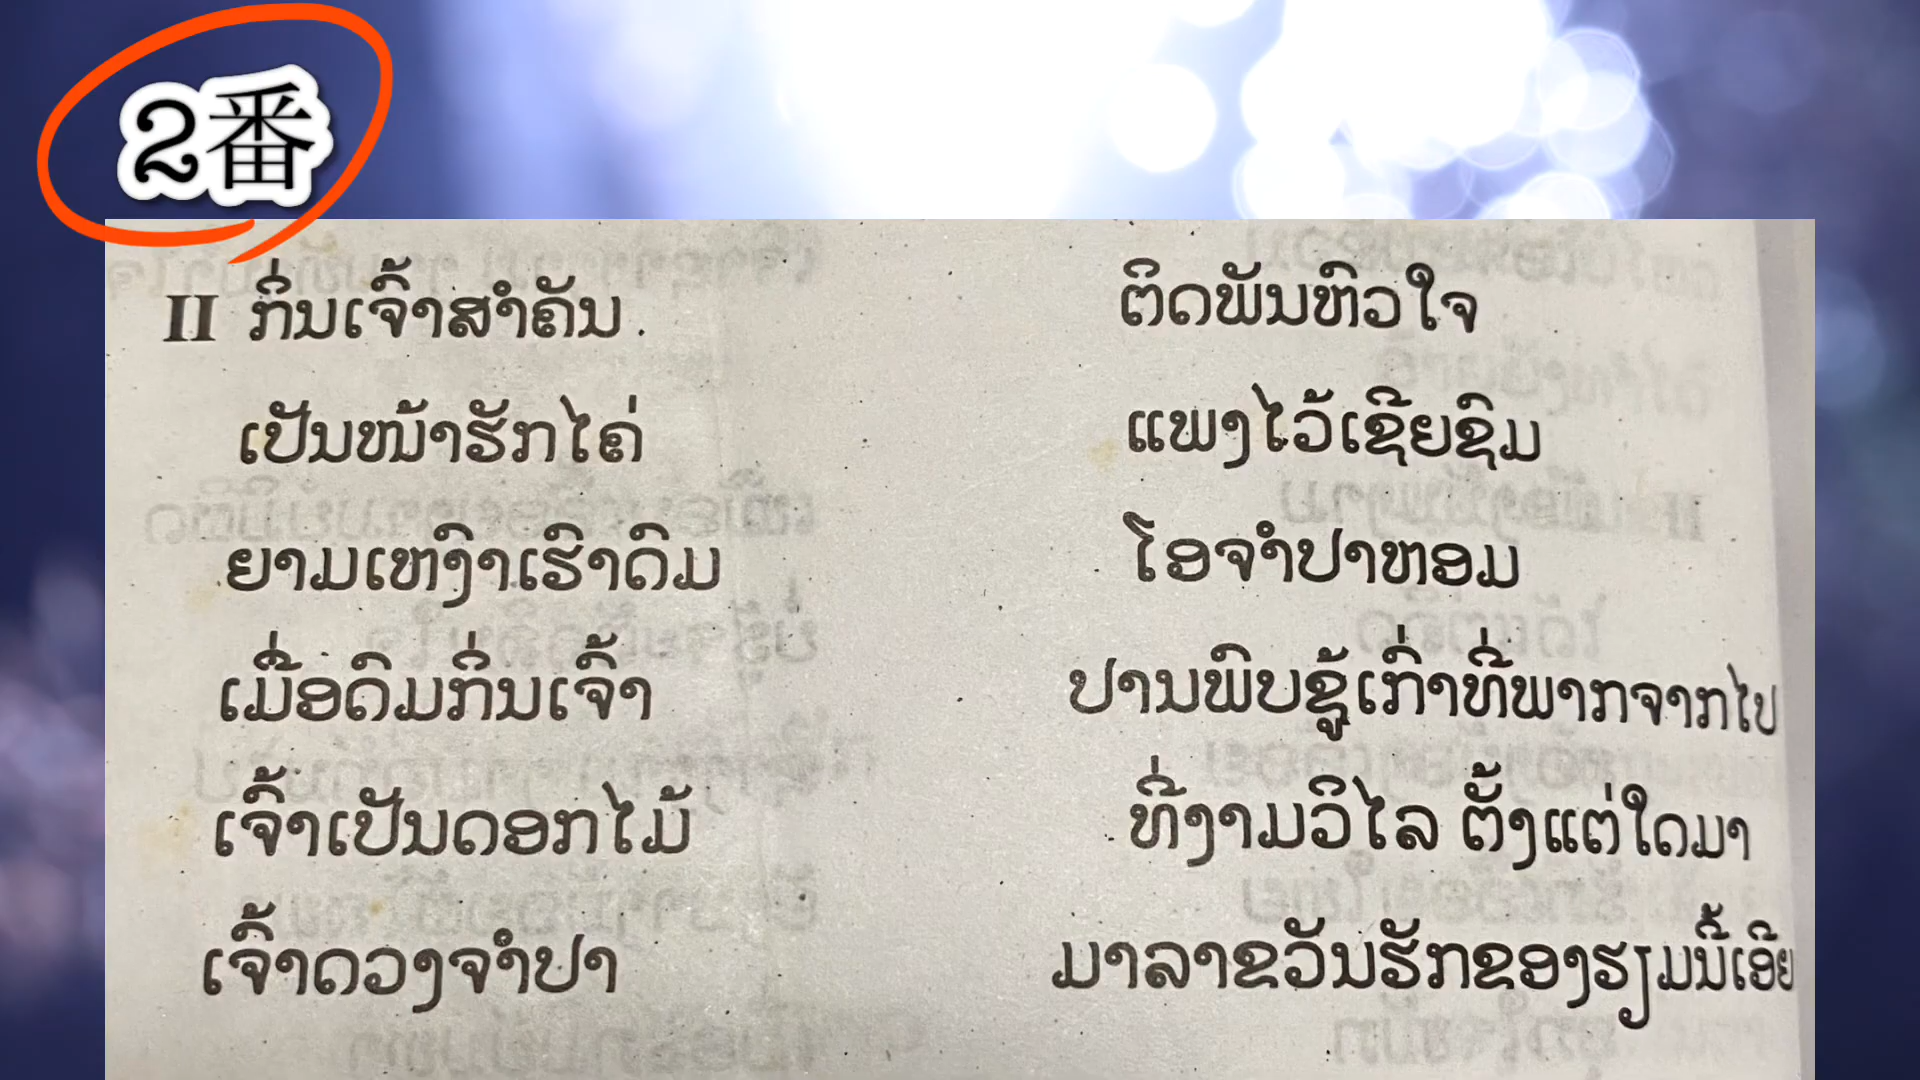 2番
II ກິ່ນເຈົ້າສຳຄັນ. ຕິດພັນຫົວໃຈ
ເປັນໜ້າຮັກໄຄ່ ແພງໄວ້ເຊີຍຊົມ
ຍາມເຫງົາເຮົາດົມ ໂອຈຳປາຫອມ
ເມື່ອດົມກິ່ນເຈົ້າ ປານພົບຊູ້ເກົ່າທີ່ພາກຈາກໄປ
ເຈົ້າເປັນດອກໄມ້ ທີ່ງາມວິໄລ ຕັ້ງແຕ່ໃດມາ
ເຈົ້າດວງຈຳປາ ມາລາຂວັນຮັກຂອງຮຽມນີ້ເອີຍ